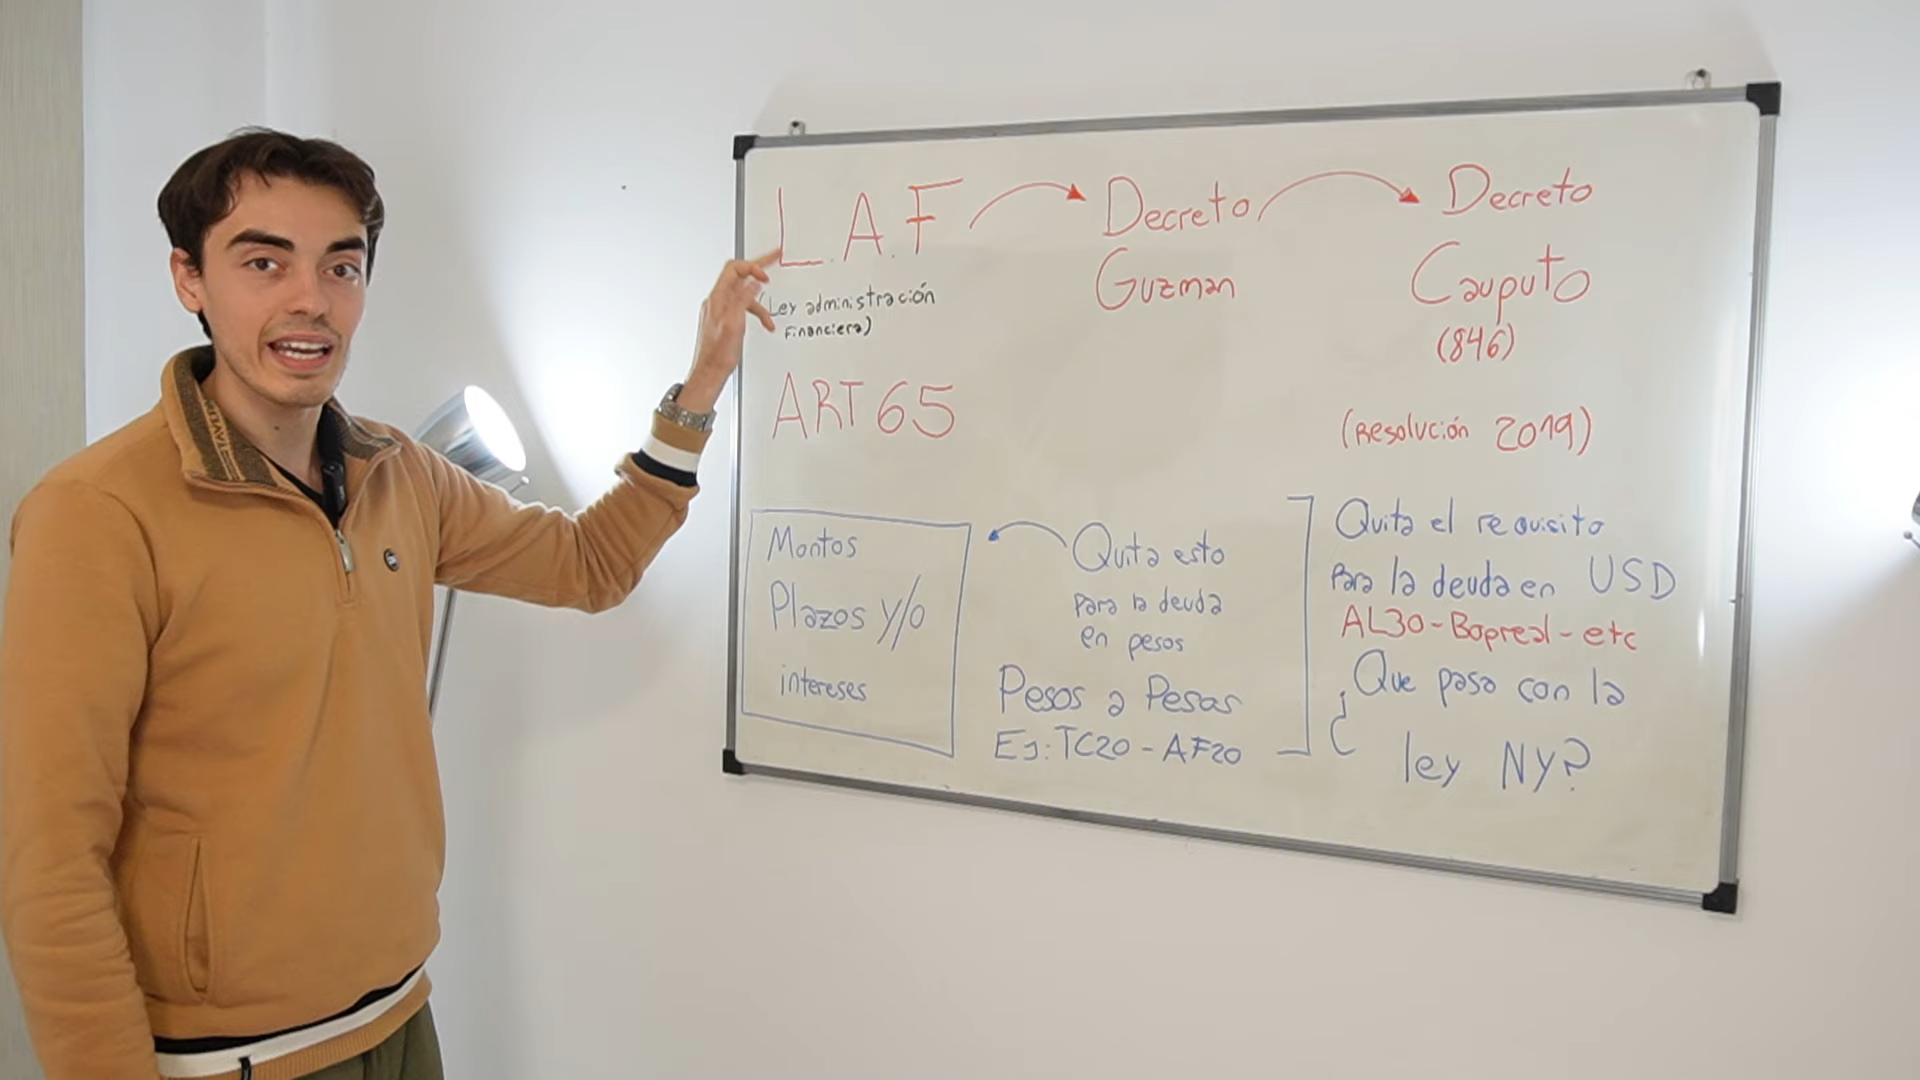 L.A.F
(Ley administración
Financiera)
ART 65
Montos
Plazos y/o
intereses
Decreto
Guzman
Quita esto
para la deuda
en pesos
Pesos a Pesos
Ej: TC20 - AF20
Decreto
Cauputo
(846)
(Resolución 2019)
Quita el requisito
Para la deuda en USD
AL30 - Bopreal - etc
¿Que pasa con la
ley NY?